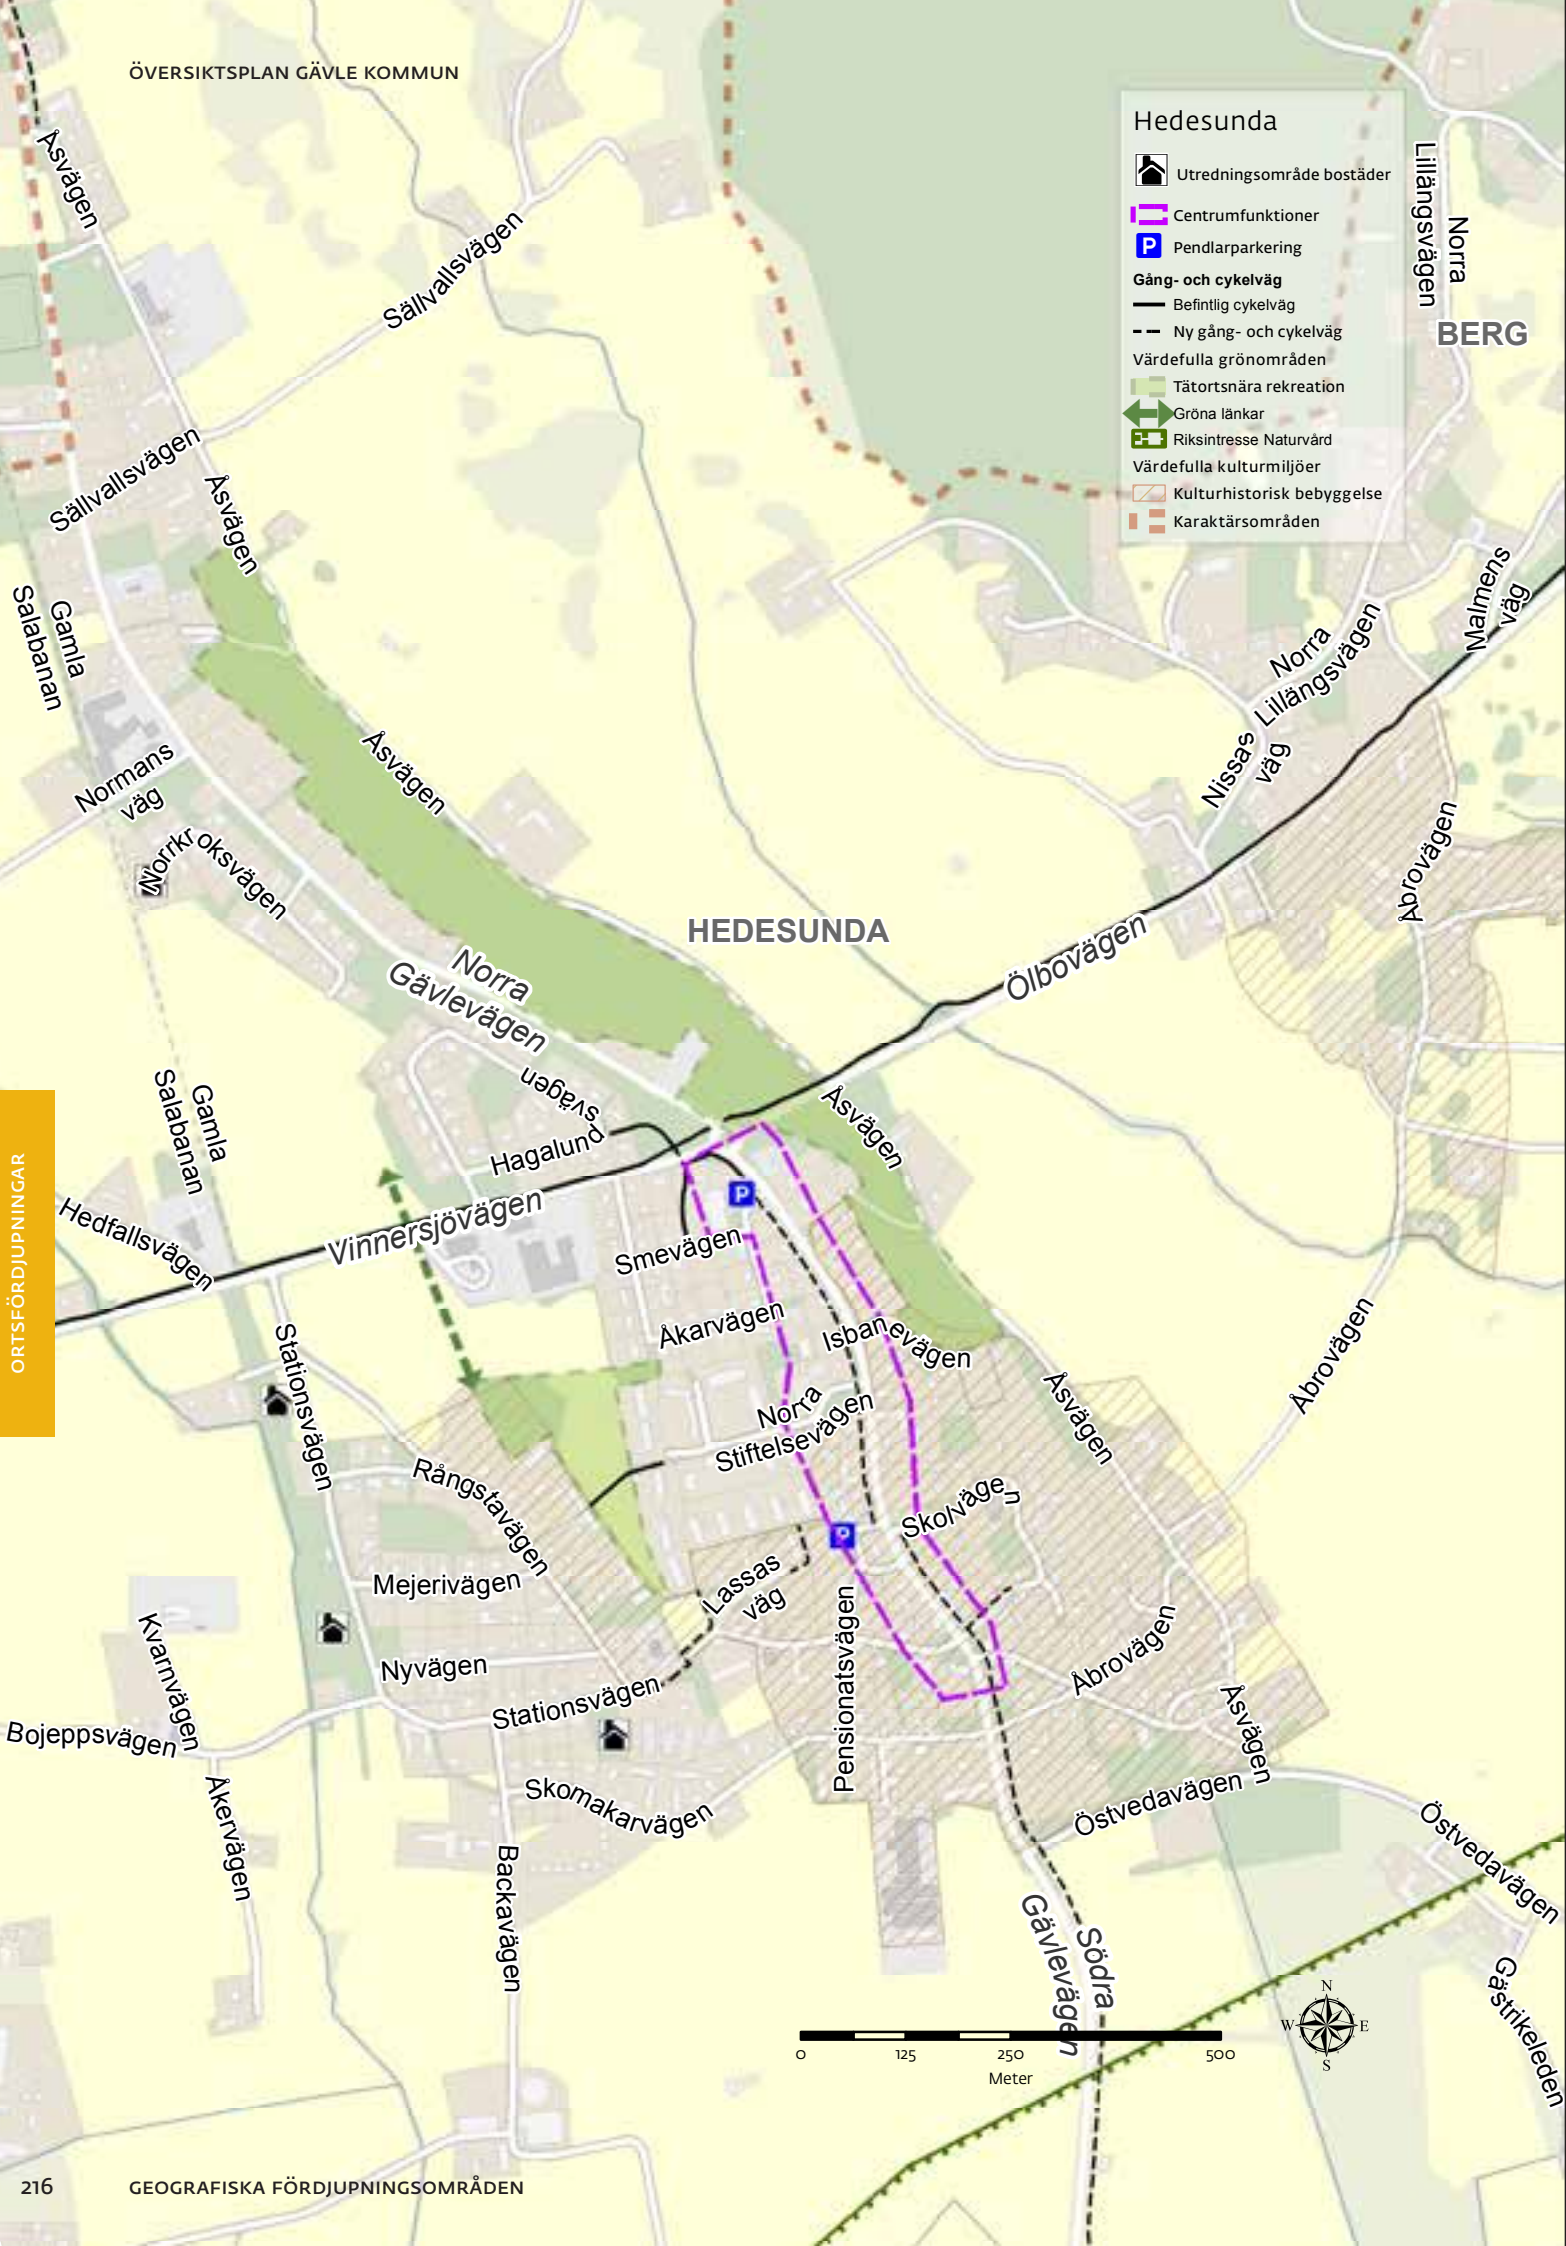 ÖVERSIKTSPLAN GÄVLE KOMMUN
Hedesunda
Utredningsområde bostäder
Centrumfunktioner
P Pendlarparkering
Gång- och cykelväg
Befintlig cykelväg
Ny gång- och cykelväg
Värdefulla grönområden
Tätortsnära rekreation
Gröna länkar
Riksintresse Naturvård
Värdefulla kulturmiljöer
Kulturhistorisk bebyggelse
Karaktärsområden
Åsvägen
Sällvallsvägen
Norra
Lillängsvägen
BERG
Sällvallsvägen
Åsvägen
Malmens
väg
Gamla
Salabanan
Norra
Lillängsvägen
Nissas
väg
Åsvägen
Normans
väg
Norrkroksvägen
Åbrovägen
HEDESUNDA
Ölbovägen
Norra
Gävlevägen
Gamla
Salabanan
Hagalundsvägen
Åsvägen
Hedfallsvägen
Vinnersjövägen
P
Smevägen
Åkarvägen
Isbanevägen
Stationsvägen
Norra
Stiftelsevägen
Åsvägen
Åbrovägen
Rångstavägen
Skolvägen
P
Mejerivägen
Lassas
väg
Pensionatsvägen
Kvarnvägen
Nyvägen
Åbrovägen
Stationsvägen
Bojeppsvägen
Åsvägen
Skomakarvägen
Åkervägen
Östvedavägen
Östvedavägen
Backavägen
Södra
Gävlevägen
Gästrikeleden
N
W E
S
0 125 250 500
Meter
ORTSFÖRDJUPNINGAR
216 GEOGRAFISKA FÖRDJUPNINGSOMRÅDEN